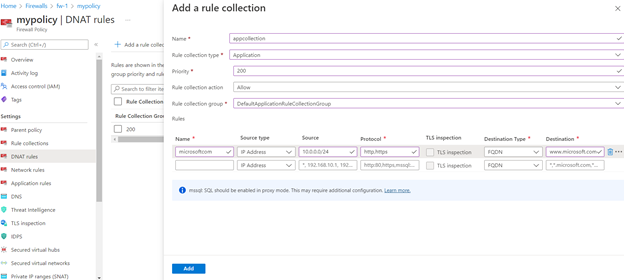 Home > Firewalls > fw-1 > mypolicy
mypolicy | DNAT rules ...
Firewall Policy
Search (Ctrl+/)
Overview
Activity log
Access control (IAM)
Tags
Settings
Parent policy
Rule collections
DNAT rules
Network rules
Application rules
DNS
Threat Intelligence
TLS inspection
IDPS
Secured virtual hubs
Secured virtual networks
Private IP ranges (SNAT)
+ Add a rule collec
Rules are shown in the
group priority and rule
Search to filter item
Rule Collection
Rule Collection Grou
200
Add a rule collection
Name *
appcollection
Rule collection type *
Application
Priority *
200
Rule collection action
Allow
Rule collection group *
DefaultApplicationRuleCollectionGroup
Rules
Name * Source type Source Protocol * TLS inspection Destination Type * Destination *
microsoftcom IP Address 10.0.0.0/24 http,https TLS inspection FQDN www.microsoft.com
IP Address *, 192.168.10.1, 192... http:80,https,mssql:... TLS inspection FQDN *,*.microsoft.com,*...
mssql: SQL should be enabled in proxy mode. This may require additional configuration. Learn more.
Add